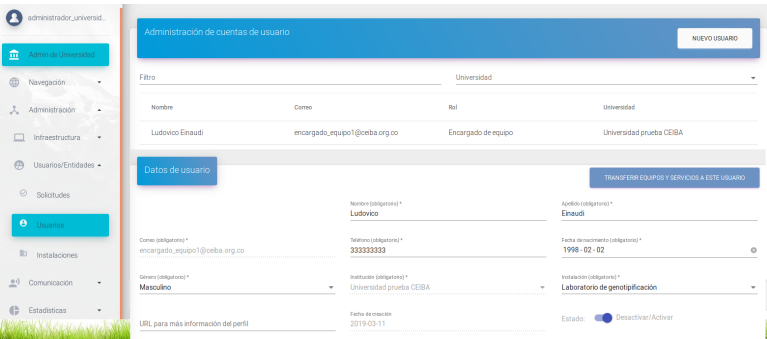 administrador_universid...
Admin de Universidad
Navegación
Administración
Infraestructura
Usuarios/Entidades
Solicitudes
Usuarios
Instalaciones
Comunicación
Estadísticas
Administración de cuentas de usuario
NUEVO USUARIO
Filtro
Universidad
Nombre Correo Rol Universidad
Ludovico Einaudi encargado_equipo1@ceiba.org.co Encargado de equipo Universidad prueba CEIBA
Datos de usuario
TRANSFERIR EQUIPOS Y SERVICIOS A ESTE USUARIO
Nombre (obligatorio) * Apellido (obligatorio) *
Ludovico Einaudi
Correo (obligatorio) * Teléfono (obligatorio) * Fecha de nacimiento (obligatorio) *
encargado_equipo1@ceiba.org.co 333333333 1998-02-02
Género (obligatorio) * Institución (obligatorio) * Instalación (obligatorio) *
Masculino Universidad prueba CEIBA Laboratorio de genotipificación
Fecha de creación
URL para más información del perfil 2019-03-11 Estado: Desactivar/Activar